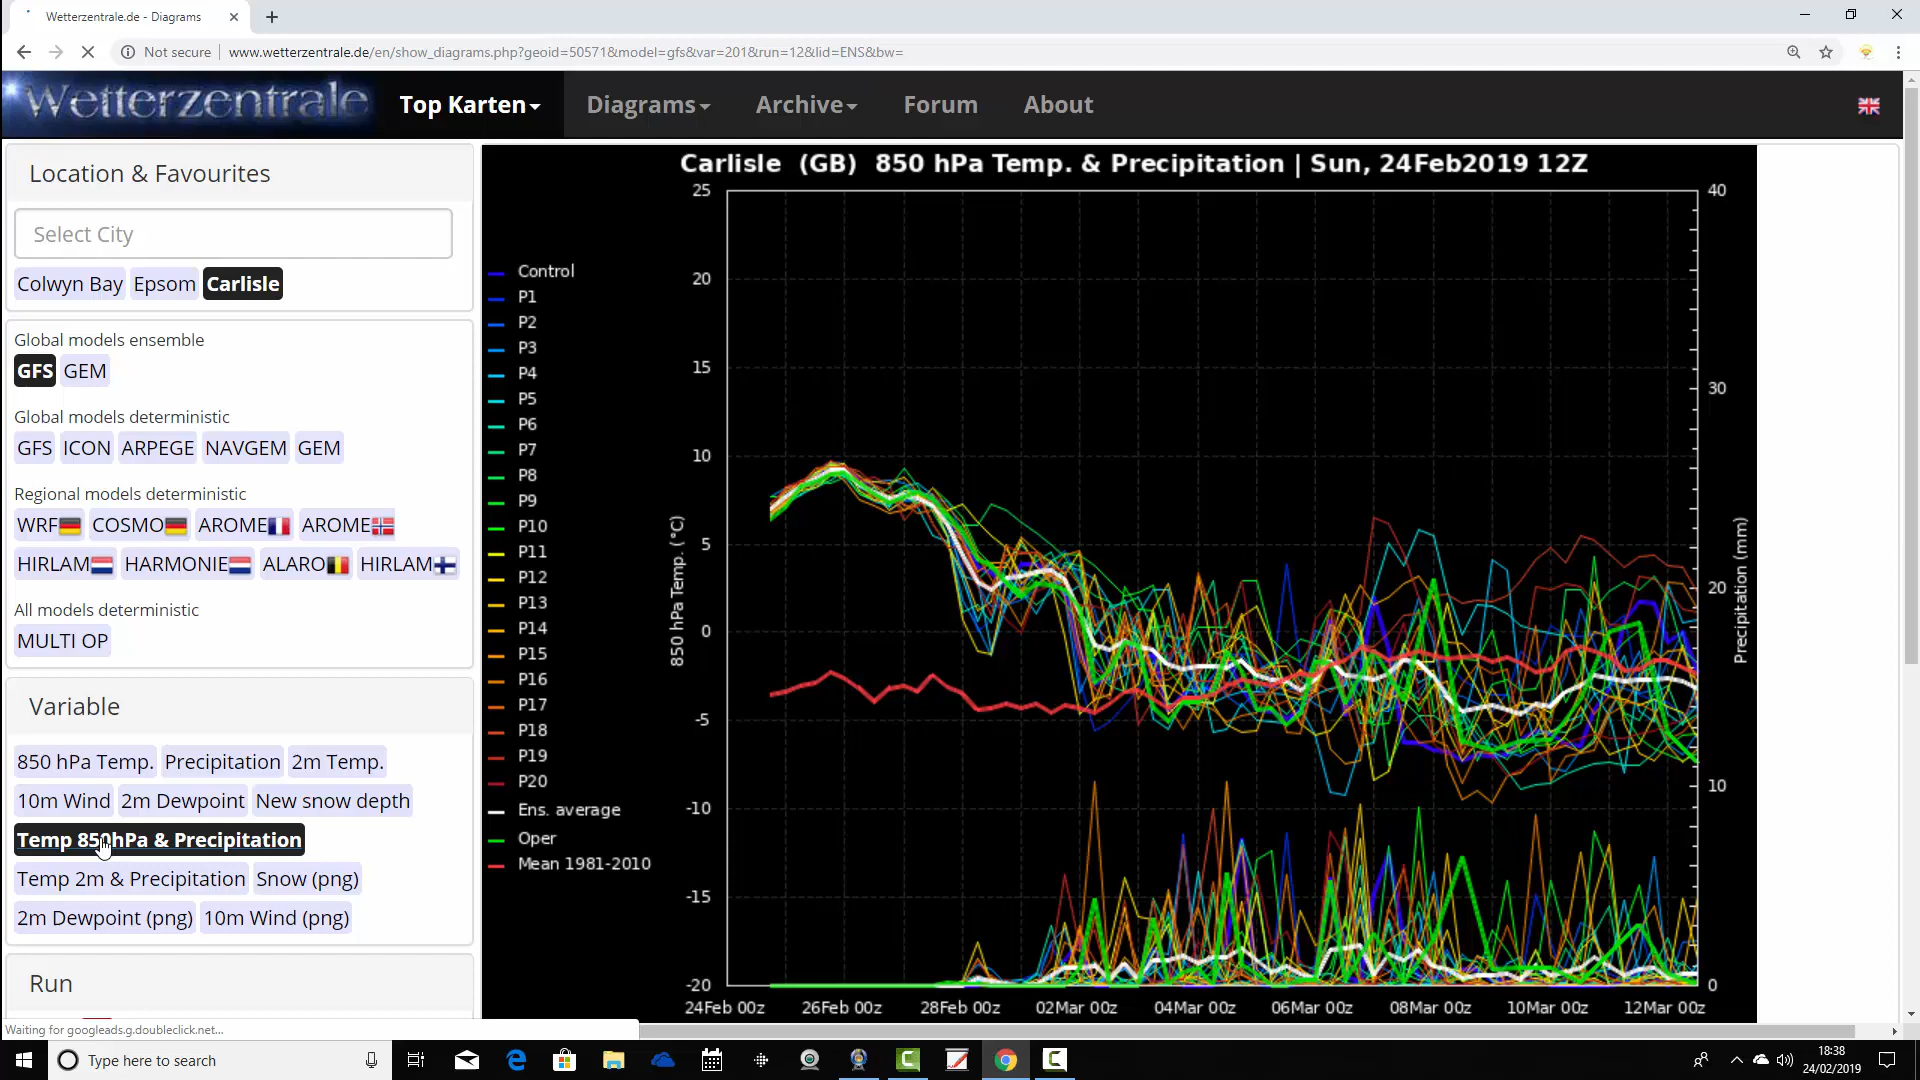 Wetterzentrale.de - Diagrams
Not secure www.wetterzentrale.de/en/show_diagrams.php?geoid=50571&model=gfs&var=201&run=12&lid=ENS&bw=
Wetterzentrale Top Karten Diagrams Archive Forum About
Location & Favourites
Select City
Colwyn Bay Epsom Carlisle
Global models ensemble
GFS GEM
Global models deterministic
GFS ICON ARPEGE NAVGEM GEM
Regional models deterministic
WRF COSMO AROME AROME
HIRLAM HARMONIE ALARO HIRLAM
All models deterministic
MULTI OP
Variable
850 hPa Temp. Precipitation 2m Temp.
10m Wind 2m Dewpoint New snow depth
Temp 850hPa & Precipitation
Temp 2m & Precipitation Snow (png)
2m Dewpoint (png) 10m Wind (png)
Run
Waiting for googleads.g.doubleclick.net...
Carlisle (GB) 850 hPa Temp. & Precipitation | Sun, 24Feb2019 12Z
Control
P1
P2
P3
P4
P5
P6
P7
P8
P9
P10
P11
P12
P13
P14
P15
P16
P17
P18
P19
P20
Ens. average
Oper
Mean 1981-2010
850 hPa Temp. (°C)
25
20
15
10
5
0
-5
-10
-15
-20
40
30
20
10
0
Precipitation (mm)
24Feb 00z 26Feb 00z 28Feb 00z 02Mar 00z 04Mar 00z 06Mar 00z 08Mar 00z 10Mar 00z 12Mar 00z
Type here to search
18:38
24/02/2019